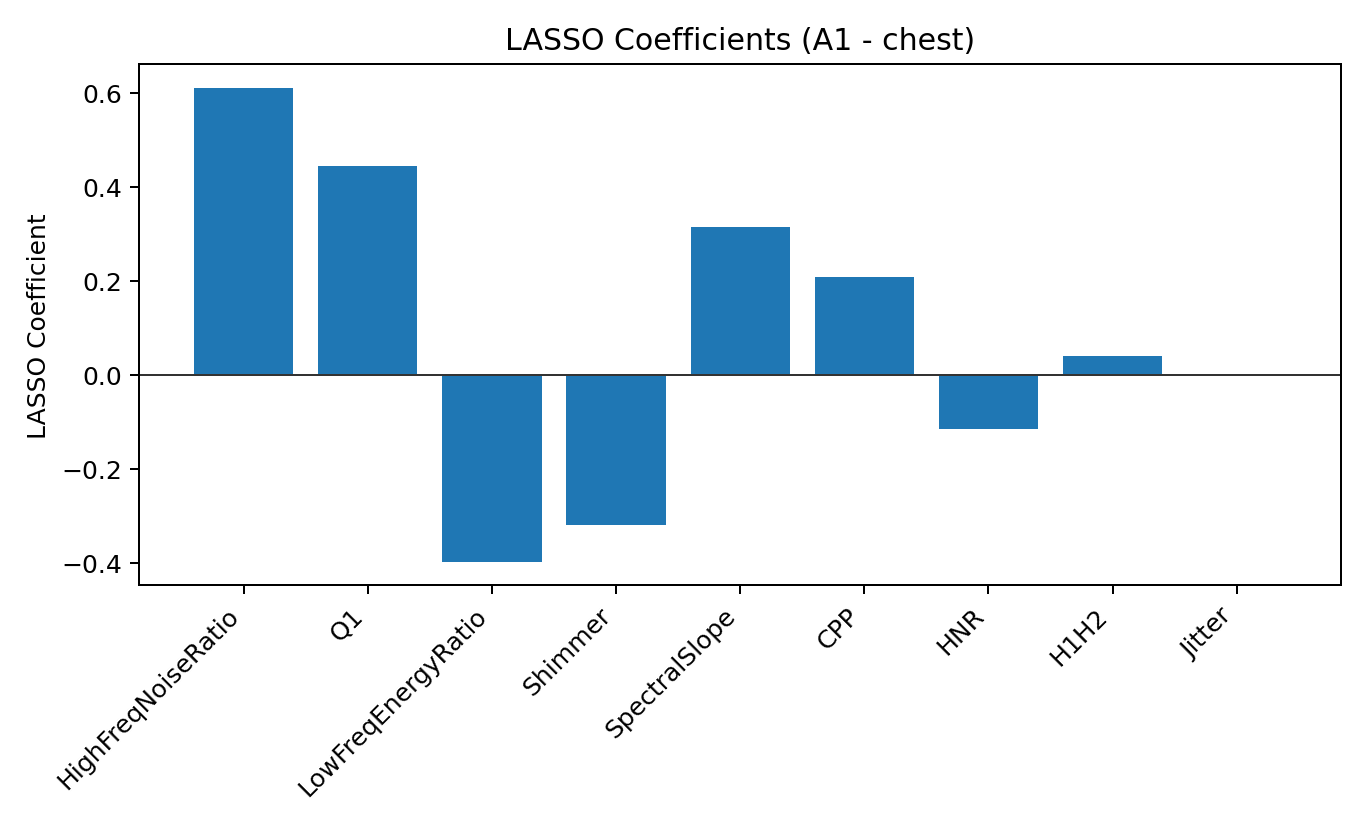 LASSO Coefficients (A1 - chest)
LASSO Coefficient
0.6
0.4
0.2
0.0
−0.2
−0.4
HighFreqNoiseRatio
Q1
LowFreqEnergyRatio
Shimmer
SpectralSlope
CPP
HNR
H1H2
Jitter